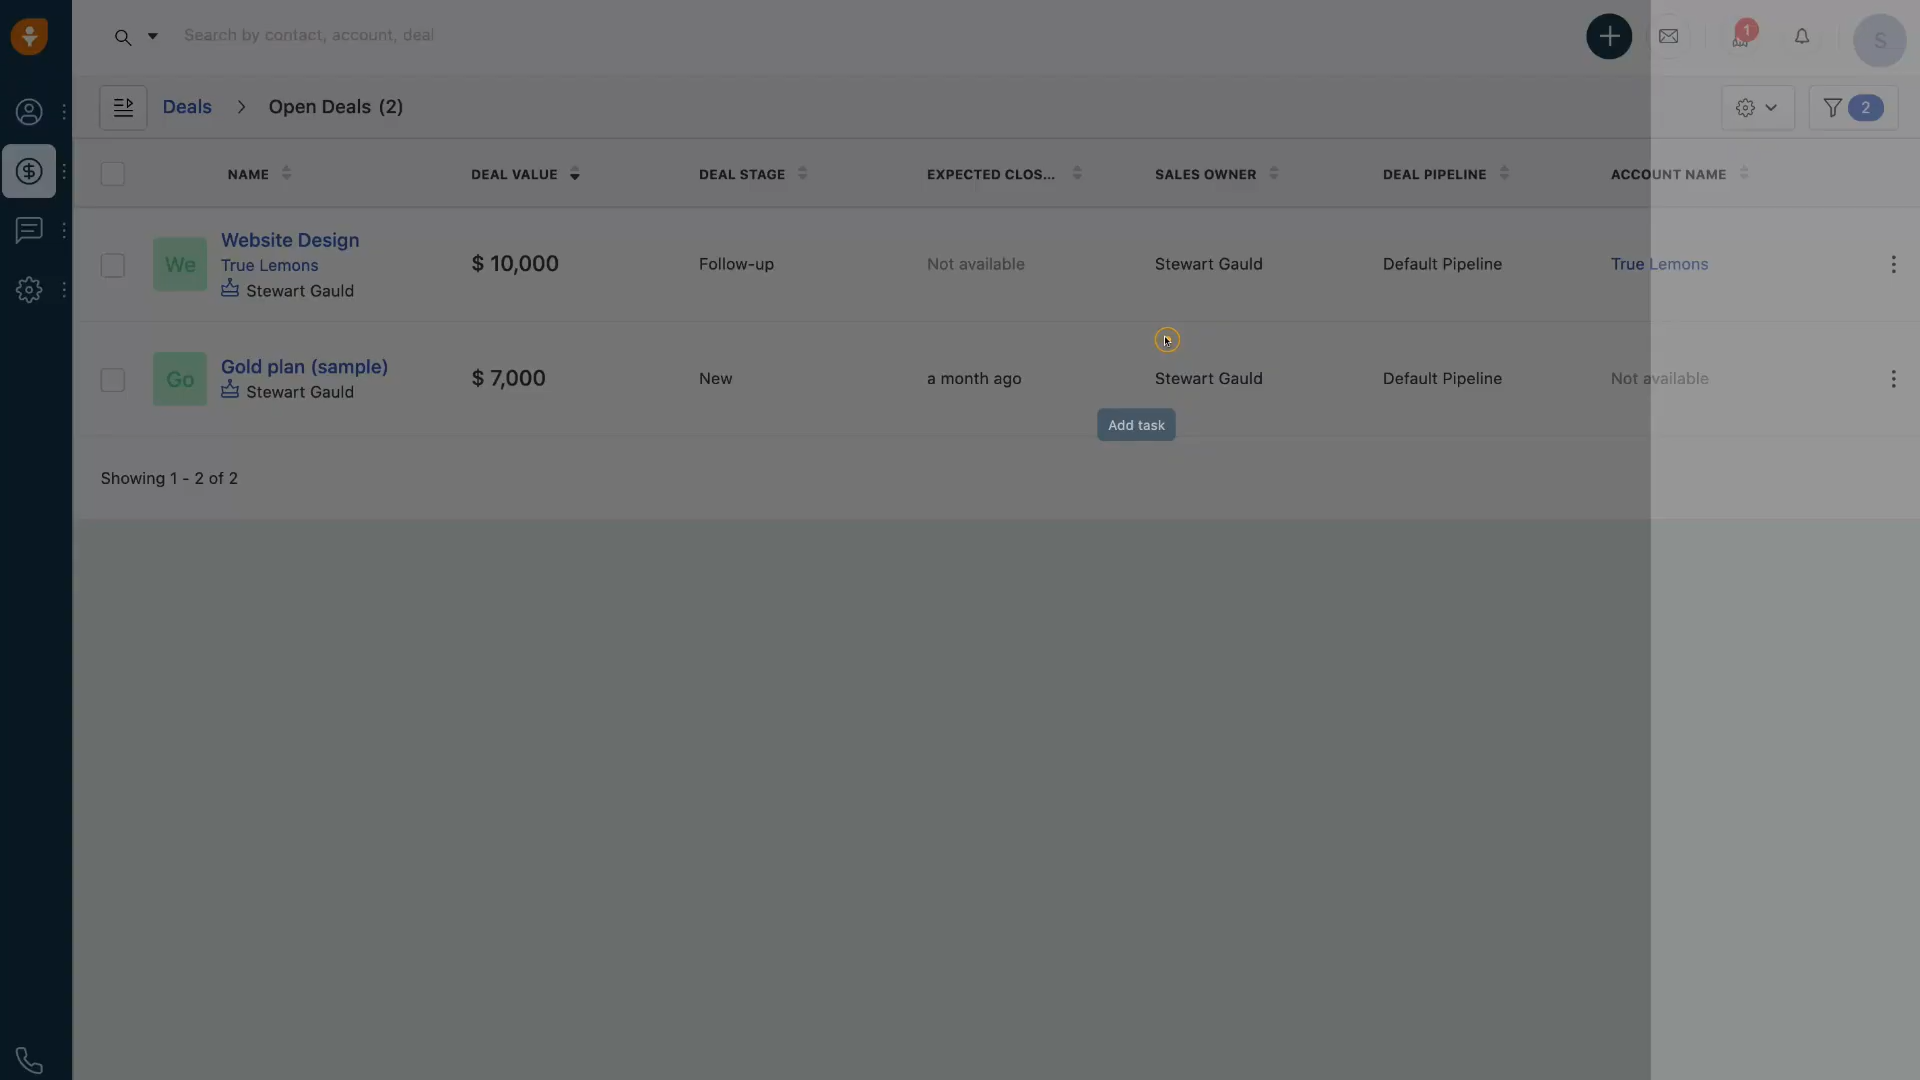 Search by contact, account, deal
1
S
Deals > Open Deals (2)
2
NAME DEAL VALUE DEAL STAGE EXPECTED CLOS... SALES OWNER DEAL PIPELINE ACCOUNT NAME
We
Website Design
True Lemons
Stewart Gauld
$ 10,000
Follow-up
Not available
Stewart Gauld
Default Pipeline
True Lemons
Go
Gold plan (sample)
Stewart Gauld
$ 7,000
New
a month ago
Stewart Gauld
Default Pipeline
Not available
Add task
Showing 1 - 2 of 2